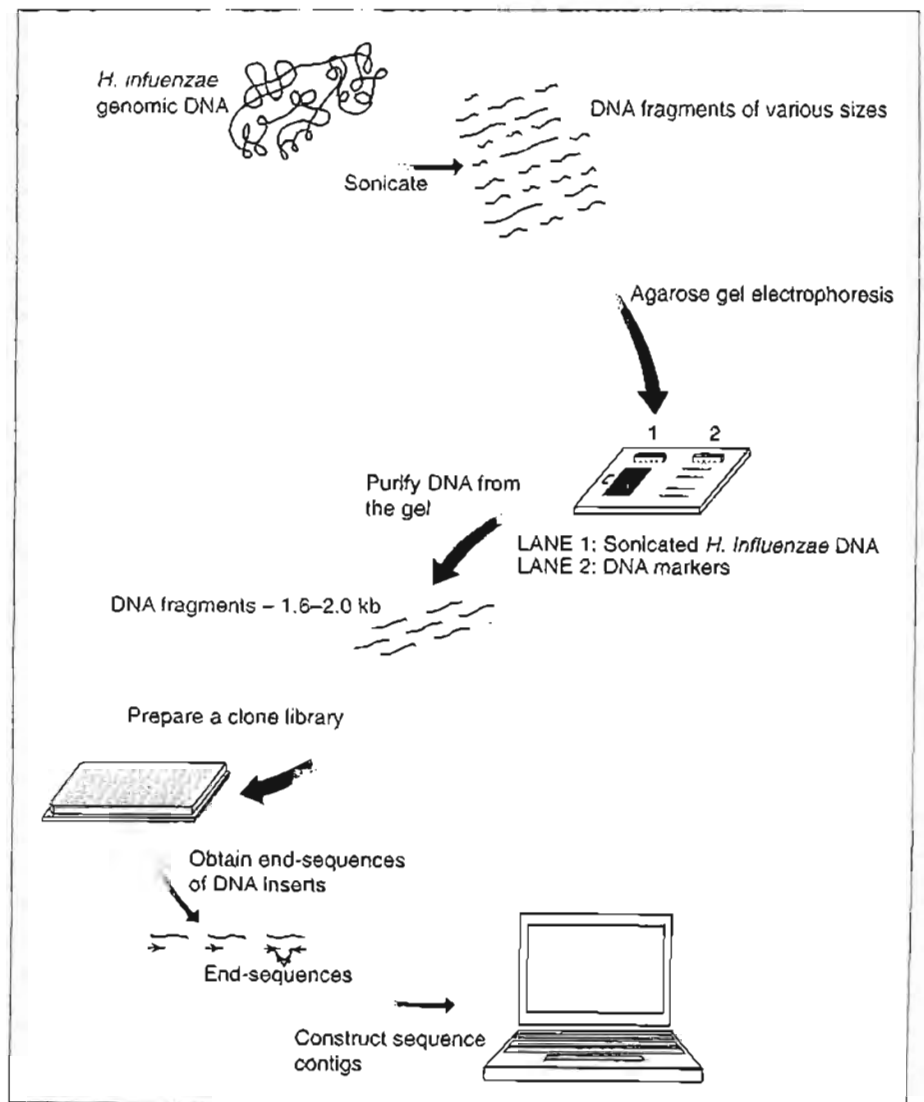 H. infuenzae
genomic DNA
DNA fragments of various sizes
Sonicate
Agarose gel electrophoresis
1 2
Purify DNA from
the gel
LANE 1: Sonicated H. influenzae DNA
LANE 2: DNA markers
DNA fragments – 1.6–2.0 kb
Prepare a clone library
Obtain end-sequences
of DNA inserts
End-sequences
Construct sequence
contigs